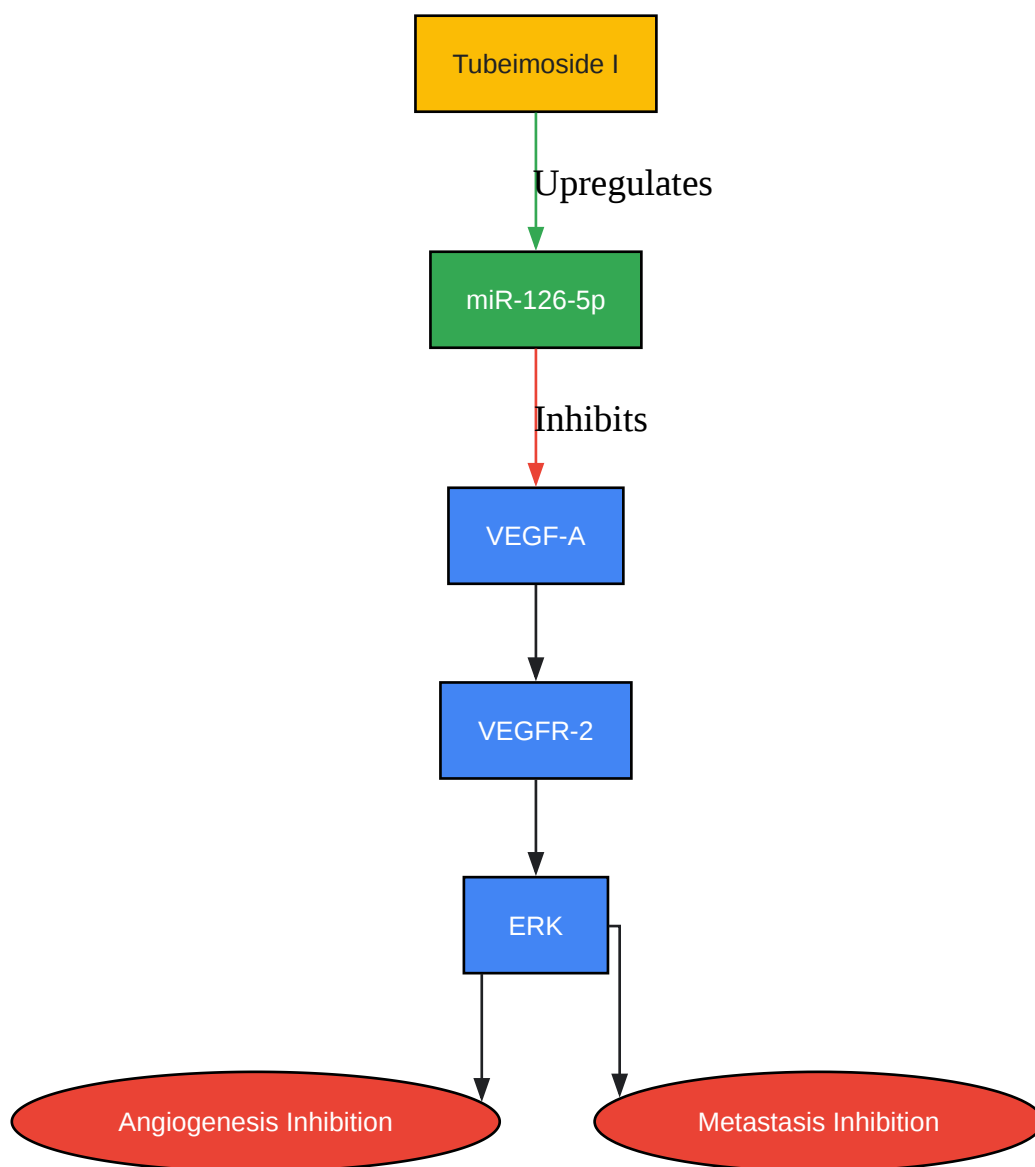 Tubeimoside I
Upregulates
miR-126-5p
Inhibits
VEGF-A
VEGFR-2
ERK
Angiogenesis Inhibition
Metastasis Inhibition